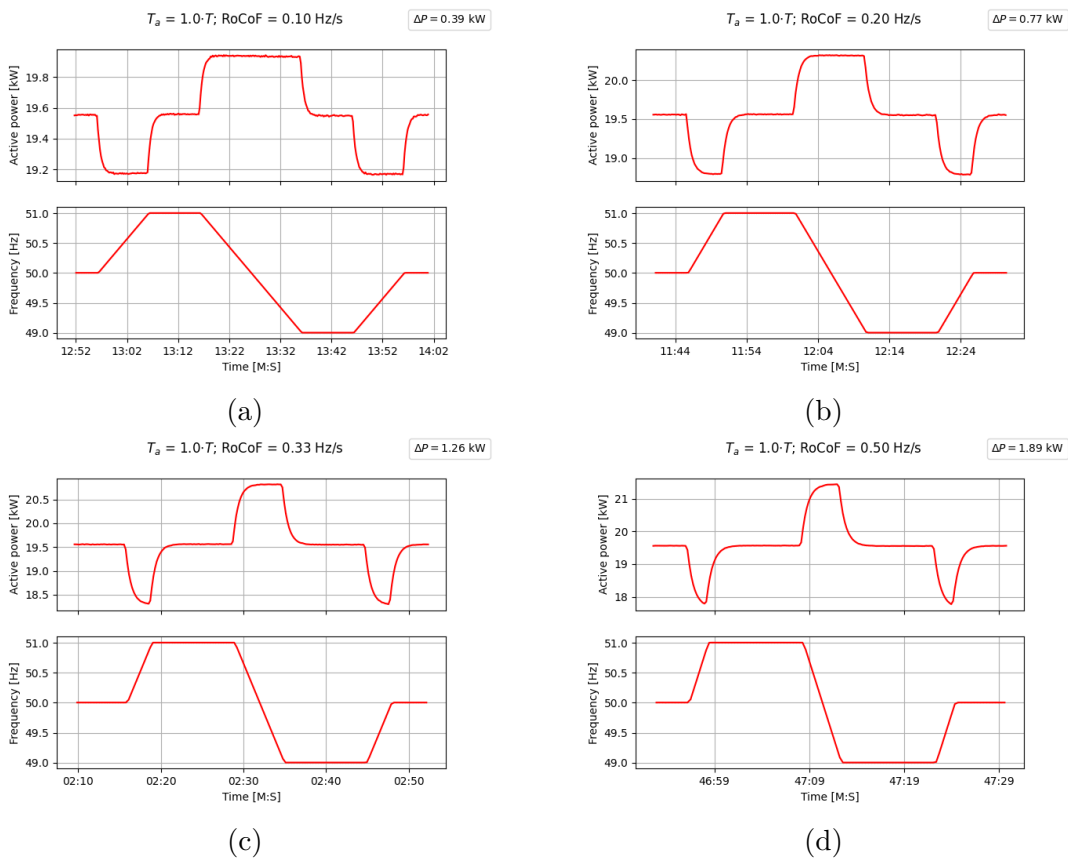 T_a = 1.0·T; RoCoF = 0.10 Hz/s
ΔP = 0.39 kW
Active power [kW]
19.8
19.6
19.4
19.2
Frequency [Hz]
51.0
50.5
50.0
49.5
49.0
12:52 13:02 13:12 13:22 13:32 13:42 13:52 14:02
Time [M:S]
(a)
T_a = 1.0·T; RoCoF = 0.20 Hz/s
ΔP = 0.77 kW
Active power [kW]
20.0
19.5
19.0
Frequency [Hz]
51.0
50.5
50.0
49.5
49.0
11:44 11:54 12:04 12:14 12:24
Time [M:S]
(b)
T_a = 1.0·T; RoCoF = 0.33 Hz/s
ΔP = 1.26 kW
Active power [kW]
20.5
20.0
19.5
19.0
18.5
Frequency [Hz]
51.0
50.5
50.0
49.5
49.0
02:10 02:20 02:30 02:40 02:50
Time [M:S]
(c)
T_a = 1.0·T; RoCoF = 0.50 Hz/s
ΔP = 1.89 kW
Active power [kW]
21
20
19
18
Frequency [Hz]
51.0
50.5
50.0
49.5
49.0
46:59 47:09 47:19 47:29
Time [M:S]
(d)